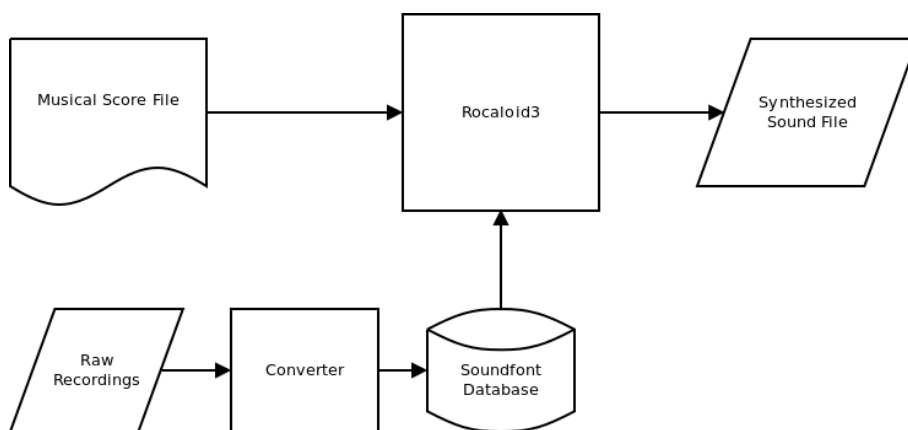 Musical Score File
Rocaloid3
Synthesized
Sound File
Raw
Recordings
Converter
Soundfont
Database